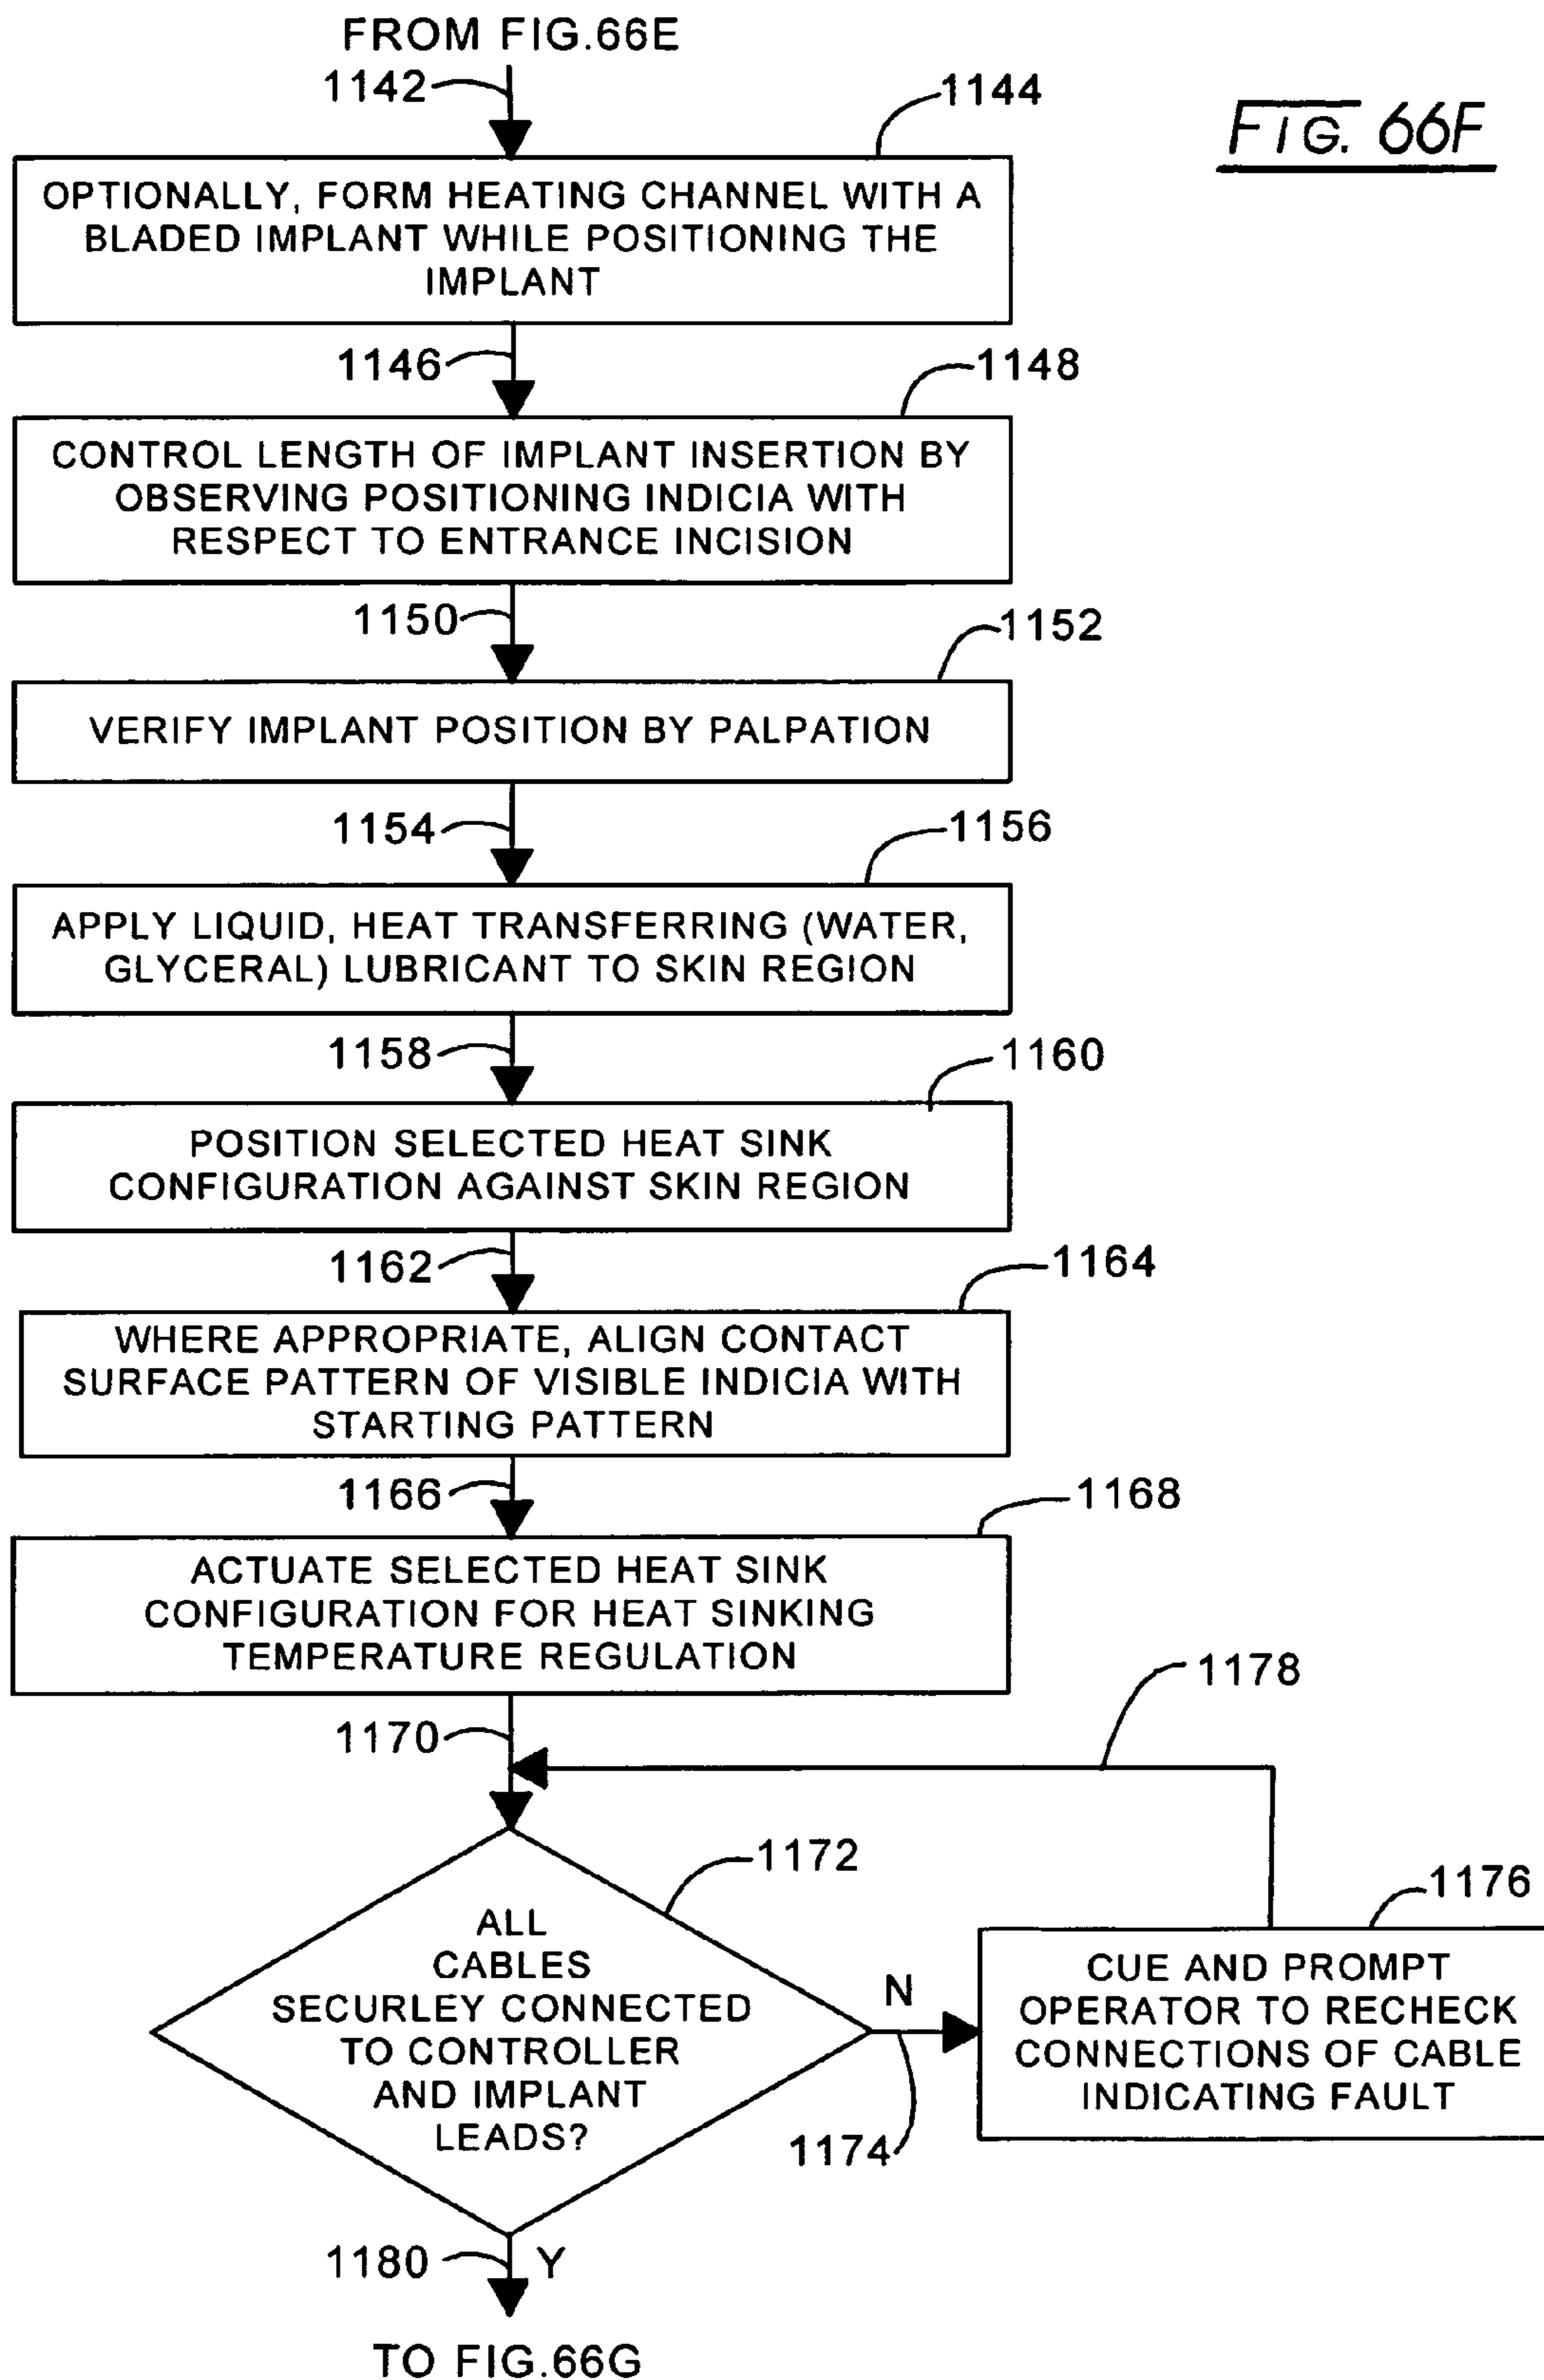 FROM FIG.66E
1142
1144
FIG. 66F
OPTIONALLY, FORM HEATING CHANNEL WITH A
BLADED IMPLANT WHILE POSITIONING THE
IMPLANT
1146
1148
CONTROL LENGTH OF IMPLANT INSERTION BY
OBSERVING POSITIONING INDICIA WITH
RESPECT TO ENTRANCE INCISION
1150
1152
VERIFY IMPLANT POSITION BY PALPATION
1154
1156
APPLY LIQUID, HEAT TRANSFERRING (WATER,
GLYCERAL) LUBRICANT TO SKIN REGION
1158
1160
POSITION SELECTED HEAT SINK
CONFIGURATION AGAINST SKIN REGION
1162
1164
WHERE APPROPRIATE, ALIGN CONTACT
SURFACE PATTERN OF VISIBLE INDICIA WITH
STARTING PATTERN
1166
1168
ACTUATE SELECTED HEAT SINK
CONFIGURATION FOR HEAT SINKING
TEMPERATURE REGULATION
1178
1170
1172
1176
ALL
CABLES
SECURLEY CONNECTED
TO CONTROLLER
AND IMPLANT
LEADS?
N
1174
CUE AND PROMPT
OPERATOR TO RECHECK
CONNECTIONS OF CABLE
INDICATING FAULT
1180
Y
TO FIG.66G